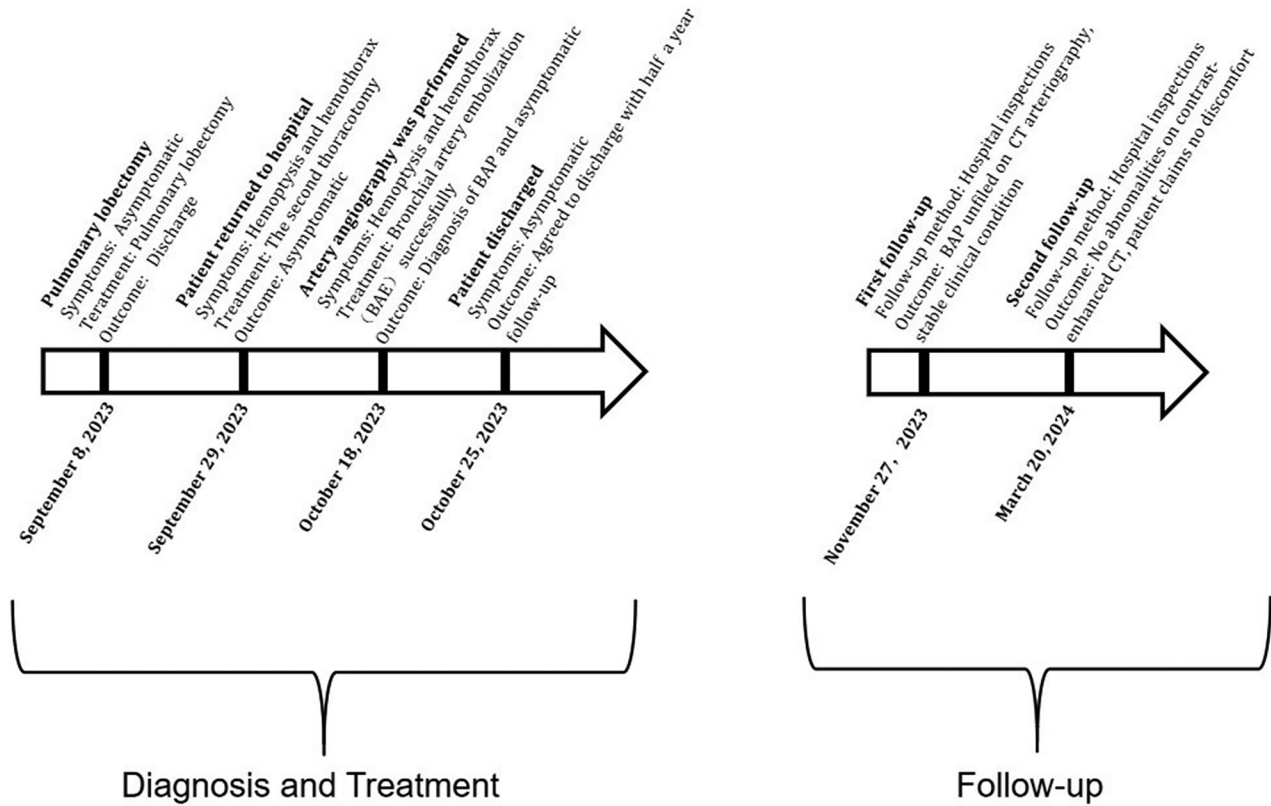 Pulmonary lobectomy
Symptoms: Asymptomatic
Teratment: Pulmonary lobectomy
Outcome: Discharge
Patient returned to hospital
Symptoms: Hemoptysis and hemothorax
Treatment: The second thoracotomy
Outcome: Asymptomatic
Artery angiography was performed
Symptoms: Hemoptysis and hemothorax
Treatment: Bronchial artery embolization
(BAE) successfully
Outcome: Diagnosis of BAP and asymptomatic
Patient discharged
Symptoms: Asymptomatic
Outcome: Agreed to discharge with half a year
follow-up
September 8, 2023
September 29, 2023
October 18, 2023
October 25, 2023
Diagnosis and Treatment
First follow-up
Follow-up method: Hospital inspections
Outcome: BAP unfilled on CT arteriography,
stable clinical condition
Second follow-up
Follow-up method: Hospital inspections
Outcome: No abnormalities on contrast-
enhanced CT, patient claims no discomfort
November 27, 2023
March 20, 2024
Follow-up